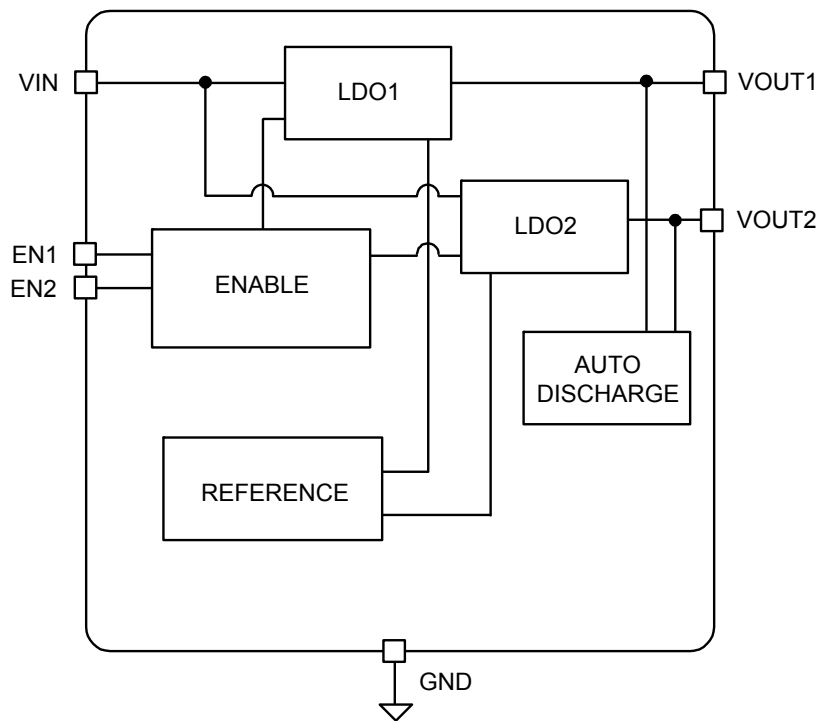 VIN
LDO1
VOUT1
LDO2
VOUT2
EN1
EN2
ENABLE
AUTO
DISCHARGE
REFERENCE
GND